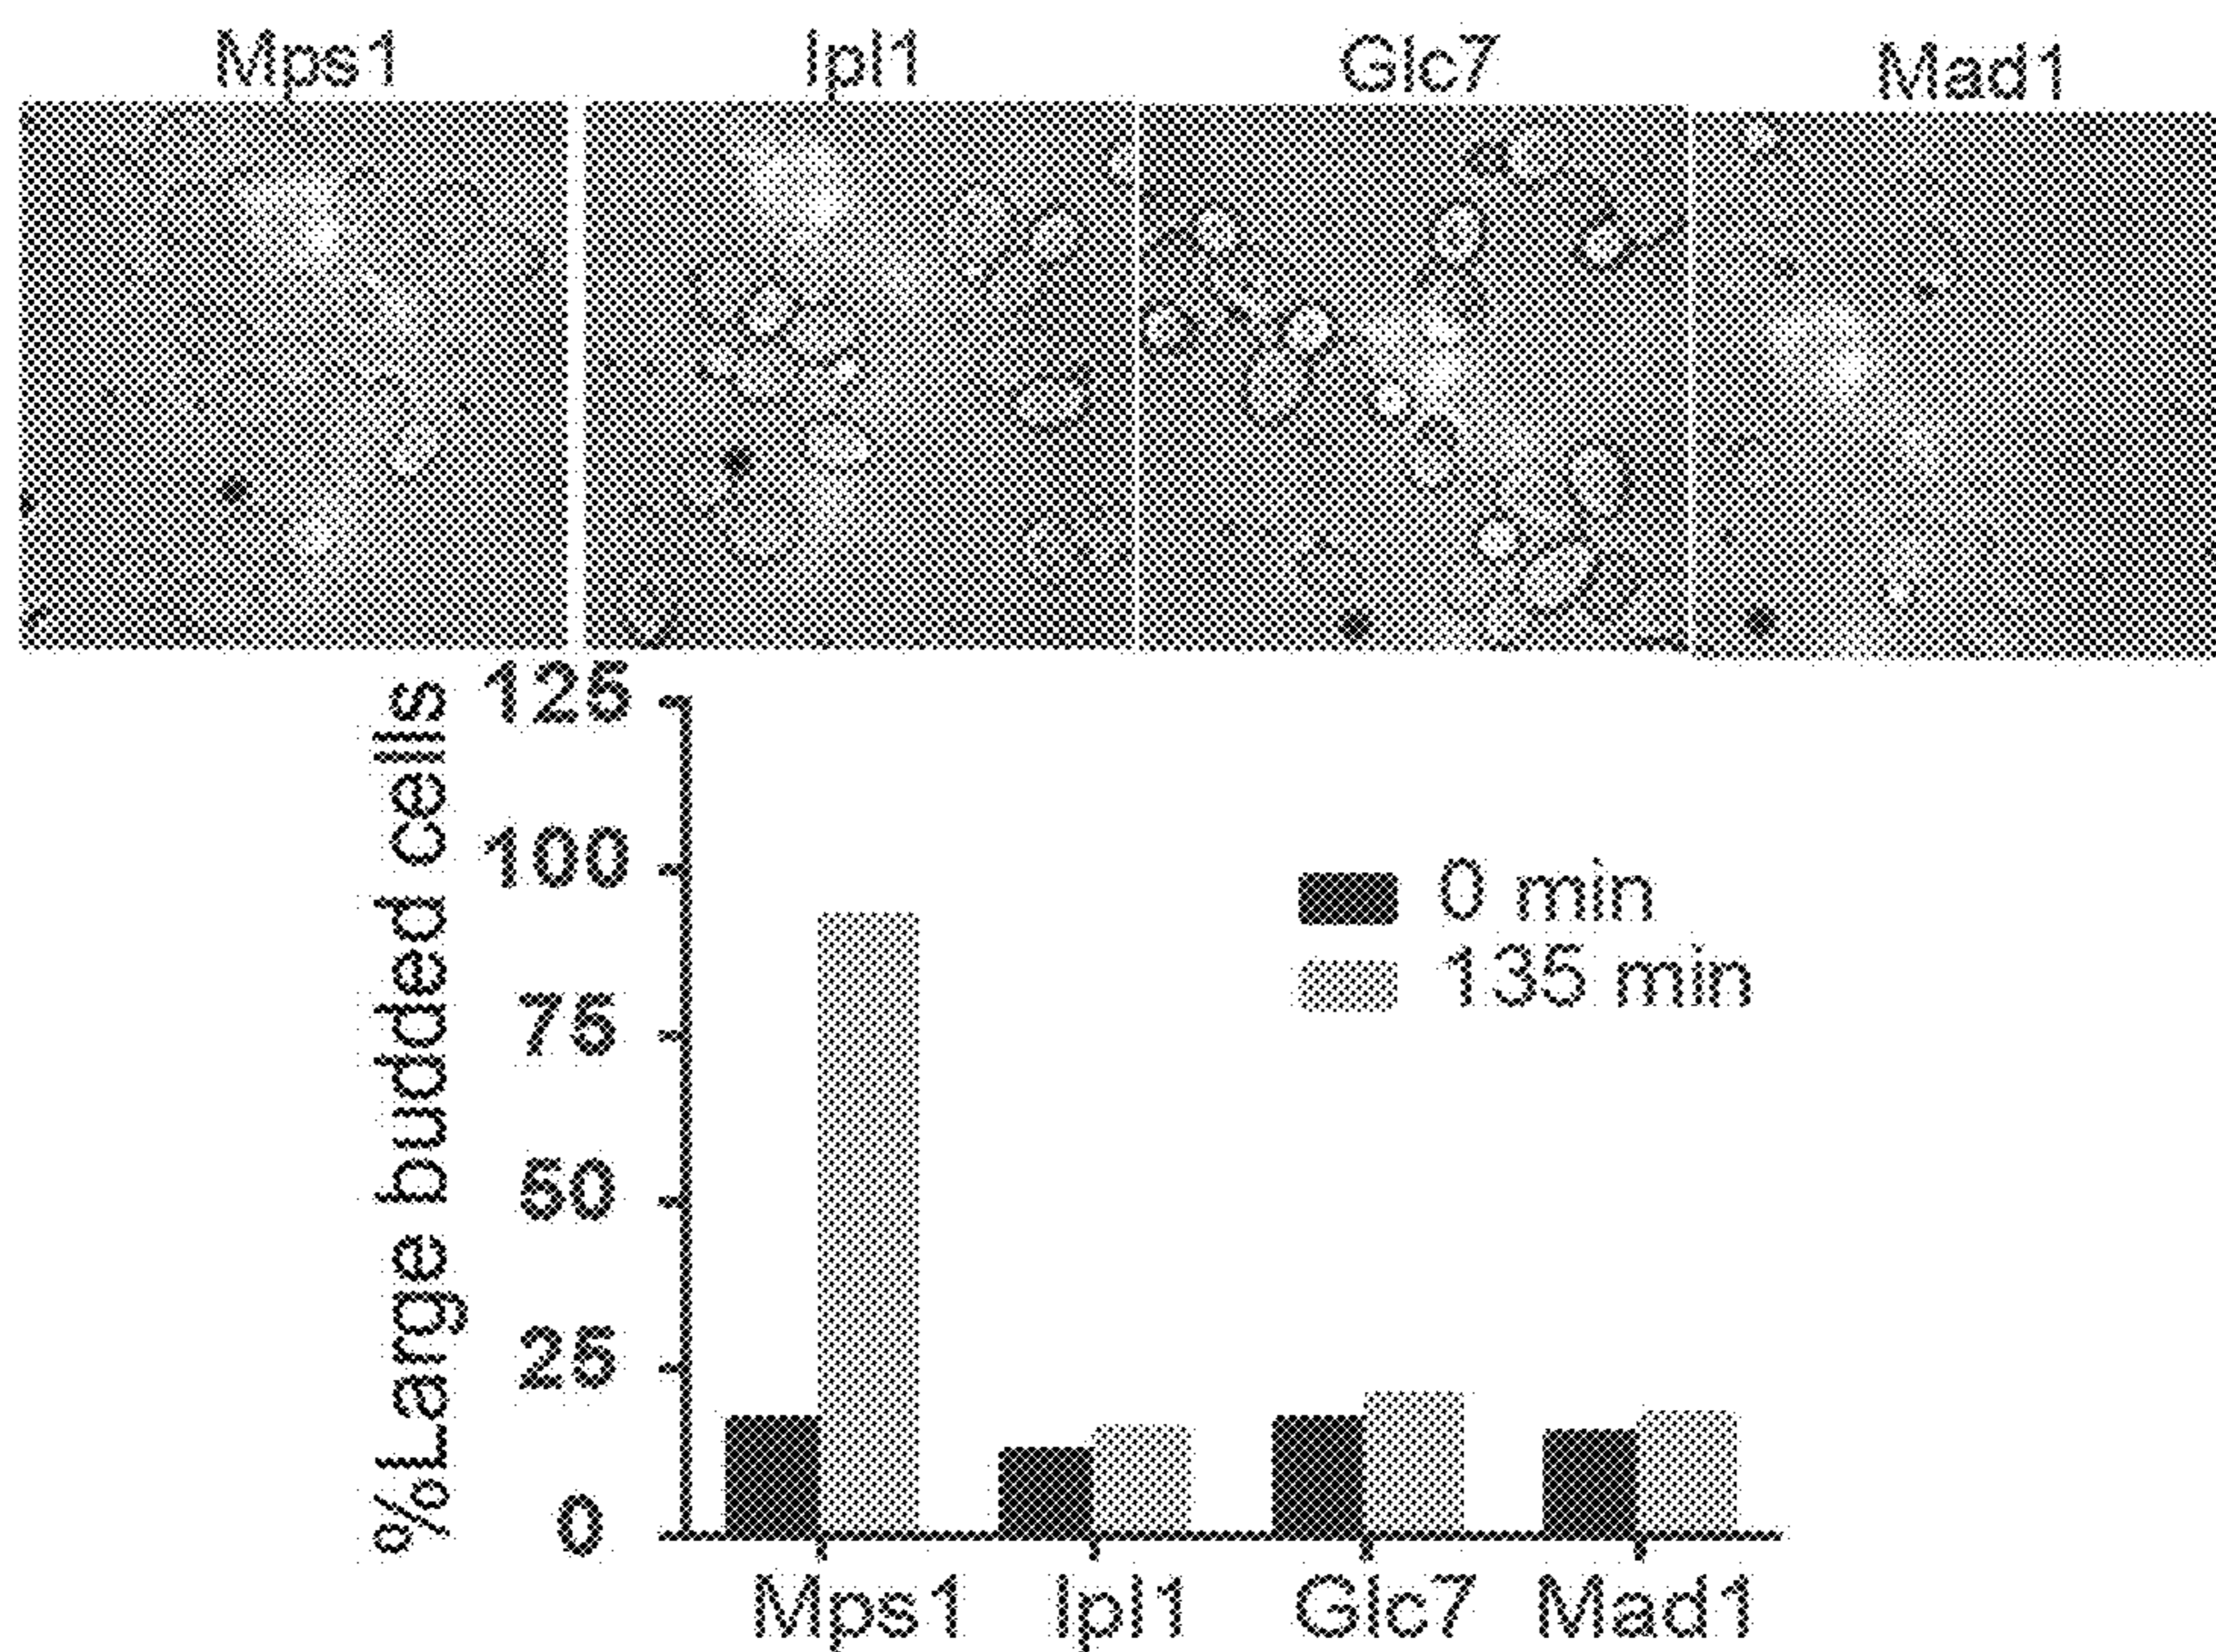 Mps1
Ipl1
Glc7
Mad1
%Large budded cells
125
100
75
50
25
0
0 min
135 min
Mps1
Ipl1
Glc7
Mad1